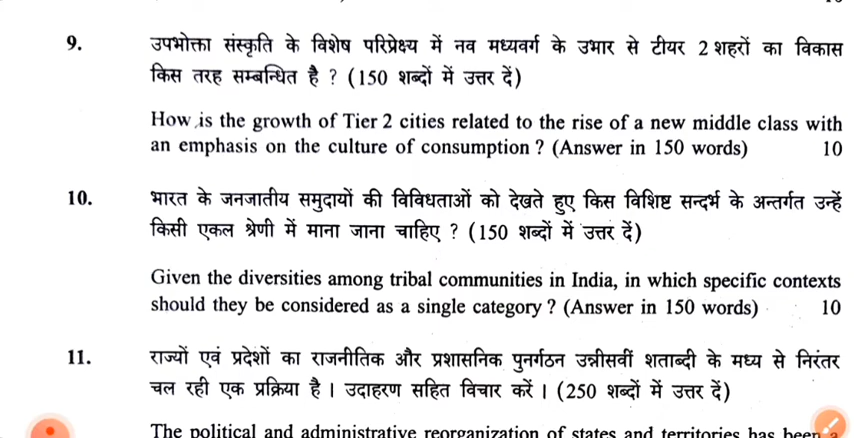 9. उपभोक्ता संस्कृति के विशेष परिप्रेक्ष्य में नव मध्यवर्ग के उभार से टीयर 2 शहरों का विकास
किस तरह सम्बन्धित है ? (150 शब्दों में उत्तर दें)
How is the growth of Tier 2 cities related to the rise of a new middle class with
an emphasis on the culture of consumption ? (Answer in 150 words) 10
10. भारत के जनजातीय समुदायों की विविधताओं को देखते हुए किस विशिष्ट सन्दर्भ के अन्तर्गत उन्हें
किसी एकल श्रेणी में माना जाना चाहिए ? (150 शब्दों में उत्तर दें)
Given the diversities among tribal communities in India, in which specific contexts
should they be considered as a single category ? (Answer in 150 words) 10
11. राज्यों एवं प्रदेशों का राजनीतिक और प्रशासनिक पुनर्गठन उन्नीसवीं शताब्दी के मध्य से निरंतर
चल रही एक प्रक्रिया है । उदाहरण सहित विचार करें । (250 शब्दों में उत्तर दें)
The political and administrative reorganization of states and territories has been a